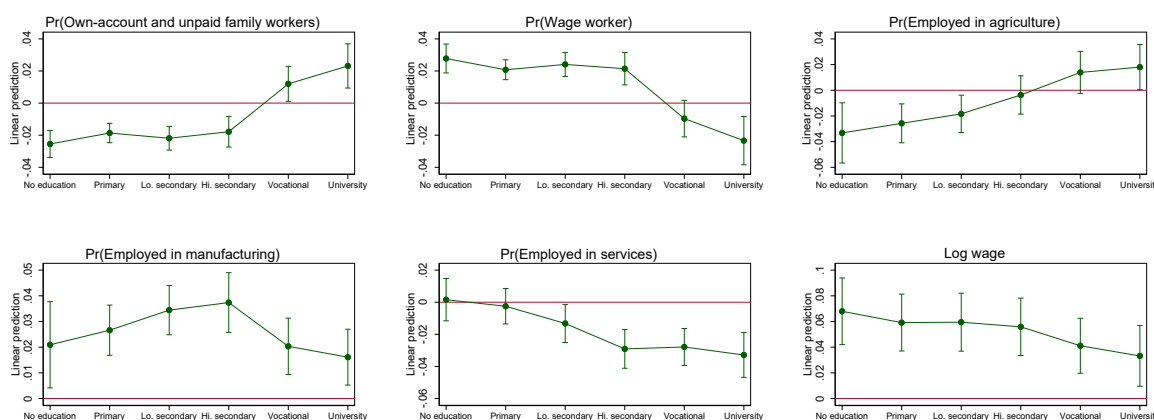 Pr(Own-account and unpaid family workers)
Linear prediction
.04
.02
0
-.02
-.04
No education Primary Lo. secondary Hi. secondary Vocational University
Pr(Wage worker)
Linear prediction
.04
.02
0
-.02
-.04
No education Primary Lo. secondary Hi. secondary Vocational University
Pr(Employed in agriculture)
Linear prediction
.04
.02
0
-.02
-.04
-.06
No education Primary Lo. secondary Hi. secondary Vocational University
Pr(Employed in manufacturing)
Linear prediction
.05
.04
.03
.02
.01
0
No education Primary Lo. secondary Hi. secondary Vocational University
Pr(Employed in services)
Linear prediction
.02
0
-.02
-.04
-.06
No education Primary Lo. secondary Hi. secondary Vocational University
Log wage
Linear prediction
.1
.08
.06
.04
.02
0
No education Primary Lo. secondary Hi. secondary Vocational University